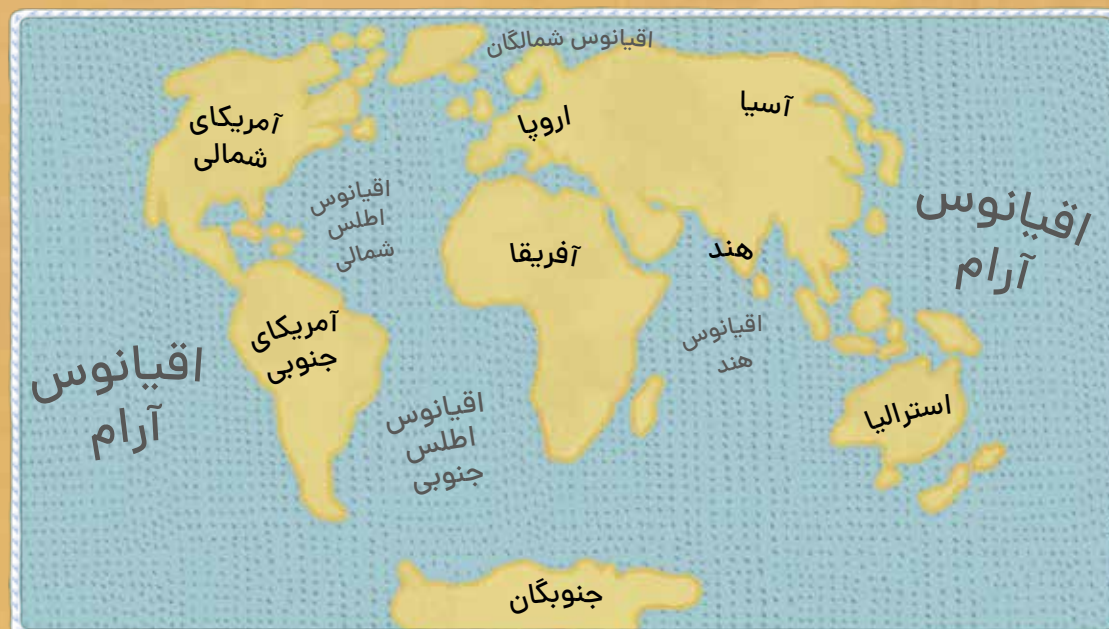 اقیانوس شمالگان
آسیا
اروپا
آمریکای
شمالی
اقیانوس
اطلس
شمالی
اقیانوس
آرام
هند
آفریقا
اقیانوس
هند
آمریکای
جنوبی
اقیانوس
آرام
استرالیا
اقیانوس
اطلس
جنوبی
جنوبگان